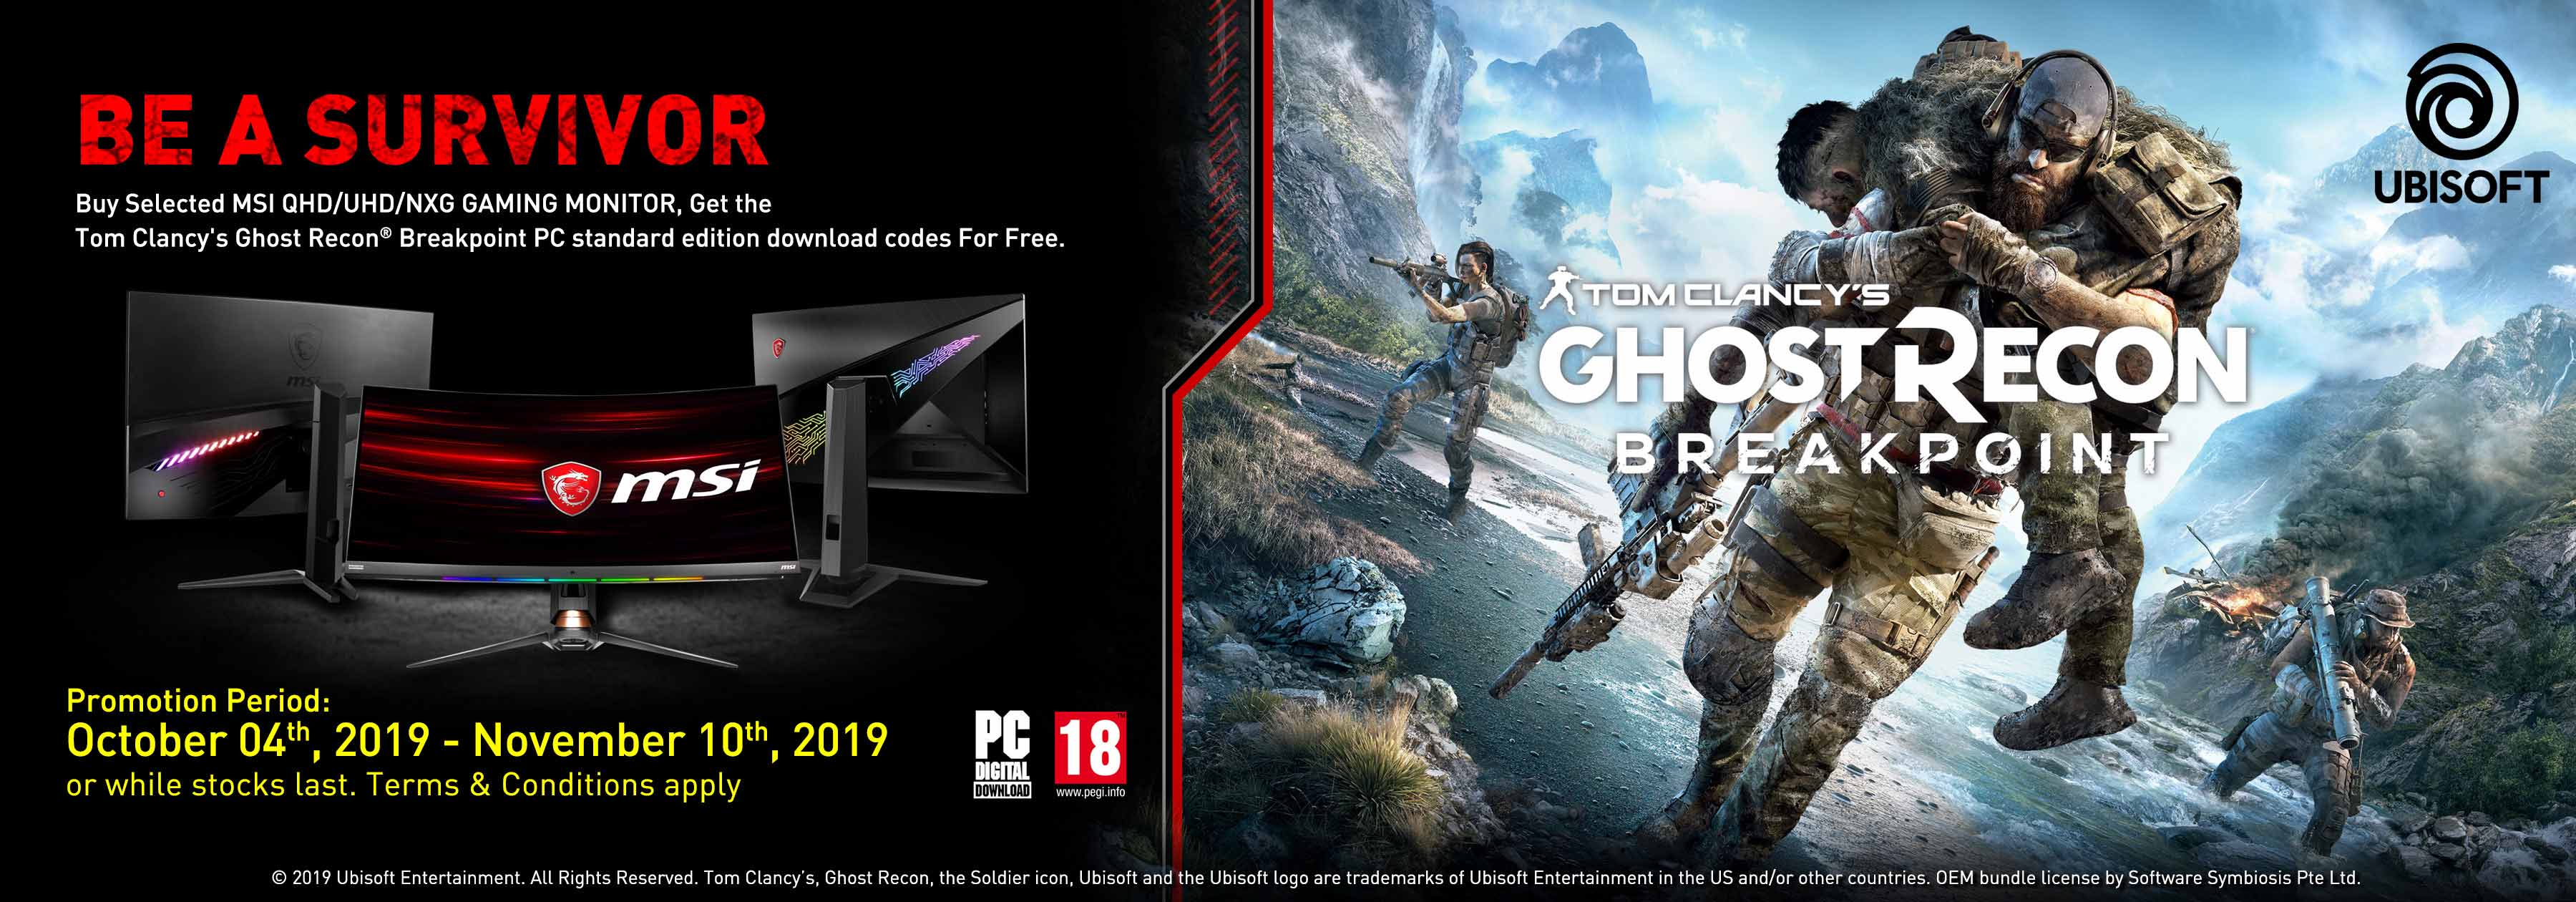 BE A SURVIVOR
Buy Selected MSI QHD/UHD/NXG GAMING MONITOR, Get the
Tom Clancy's Ghost Recon® Breakpoint PC standard edition download codes For Free.
msi
msi
msi
Promotion Period:
October 04th, 2019 - November 10th, 2019
or while stocks last. Terms & Conditions apply
PC
DIGITAL
DOWNLOAD
18
www.pegi.info
TOM CLANCY'S
GHOST RECON
BREAKPOINT
UBISOFT
© 2019 Ubisoft Entertainment. All Rights Reserved. Tom Clancy's, Ghost Recon, the Soldier icon, Ubisoft and the Ubisoft logo are trademarks of Ubisoft Entertainment in the US and/or other countries. OEM bundle license by Software Symbiosis Pte Ltd.